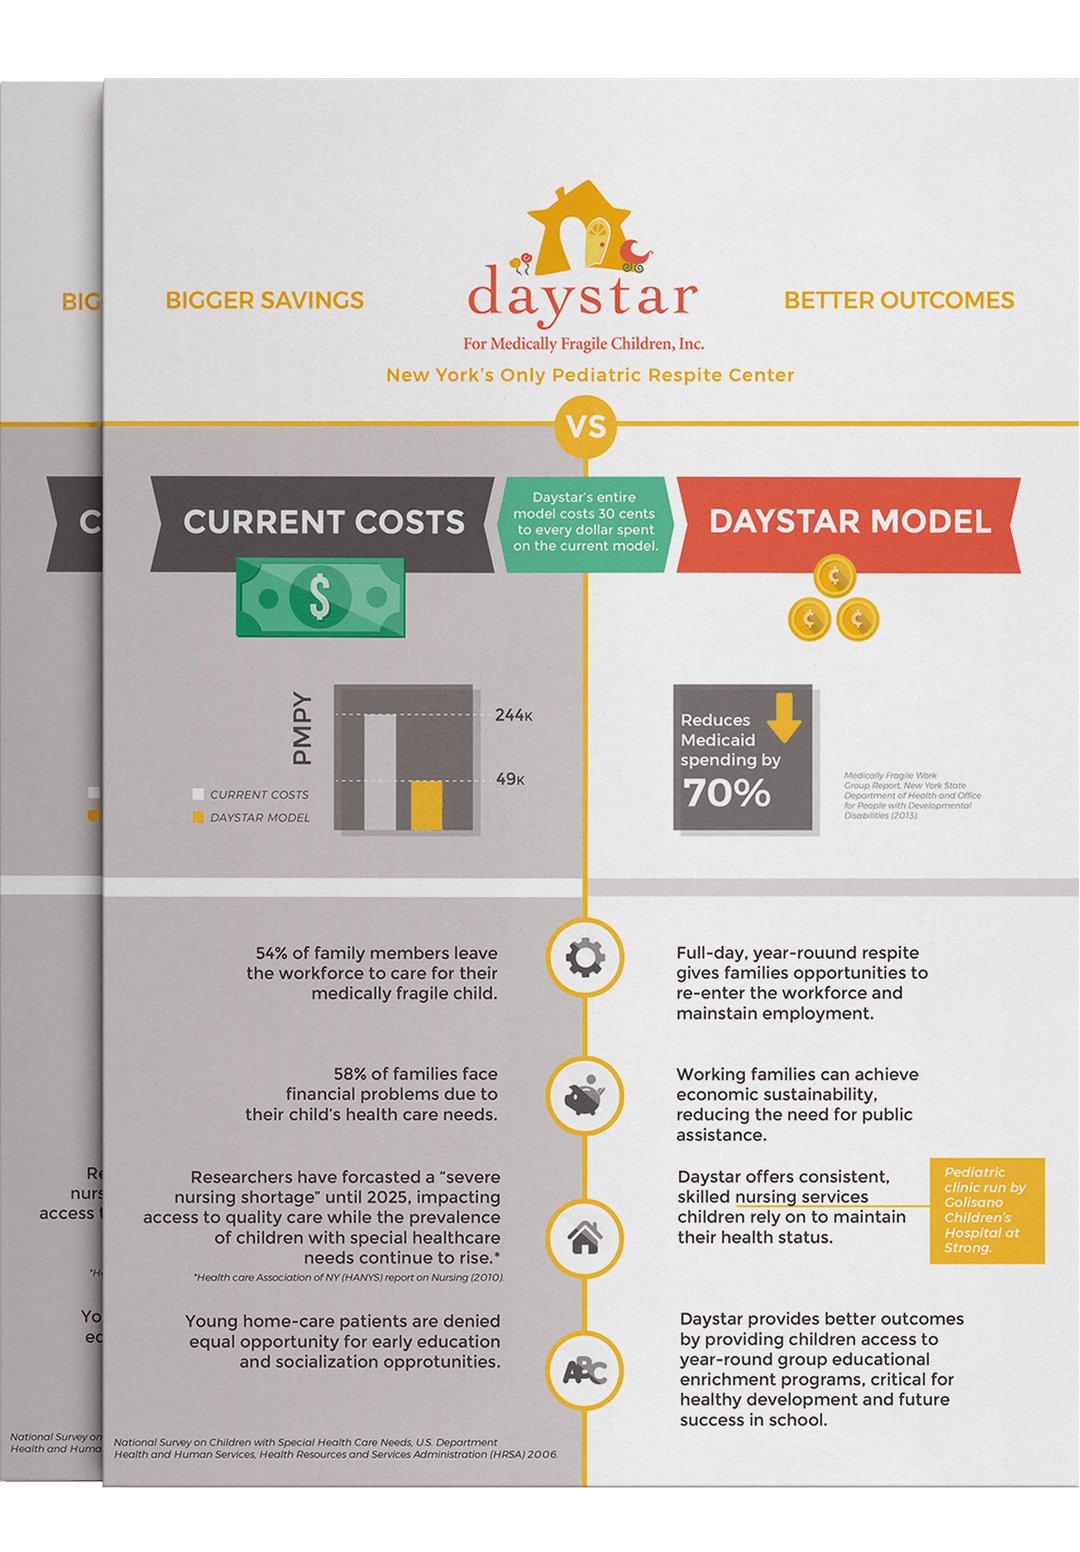 BIG
BIGGER SAVINGS
daystar
For Medically Fragile Children, Inc.
New York's Only Pediatric Respite Center
BETTER OUTCOMES
VS
C
CURRENT COSTS
Daystar's entire
model costs 30 cents
to every dollar spent
on the current model.
DAYSTAR MODEL
$
¢
¢
¢
PMPY
244K
49K
CURRENT COSTS
DAYSTAR MODEL
Reduces
Medicaid
spending by
70%
Medically Fragile Work
Group Report, New York State
Department of Health and Office
for People with Developmental
Disabilities (2013).
54% of family members leave
the workforce to care for their
medically fragile child.
Full-day, year-rouund respite
gives families opportunities to
re-enter the workforce and
mainstain employment.
58% of families face
financial problems due to
their child's health care needs.
Working families can achieve
economic sustainability,
reducing the need for public
assistance.
Re
nurs
access t
*He
Researchers have forcasted a "severe
nursing shortage" until 2025, impacting
access to quality care while the prevalence
of children with special healthcare
needs continue to rise.*
*Health care Association of NY (HANYS) report on Nursing (2010).
Daystar offers consistent,
skilled nursing services
children rely on to maintain
their health status.
Pediatric
clinic run by
Golisano
Children's
Hospital at
Strong.
Yo
ec
Young home-care patients are denied
equal opportunity for early education
and socialization opprotunities.
ABC
Daystar provides better outcomes
by providing children access to
year-round group educational
enrichment programs, critical for
healthy development and future
success in school.
National Survey on
Health and Huma
National Survey on Children with Special Health Care Needs, U.S. Department
Health and Human Services, Health Resources and Services Administration (HRSA) 2006.